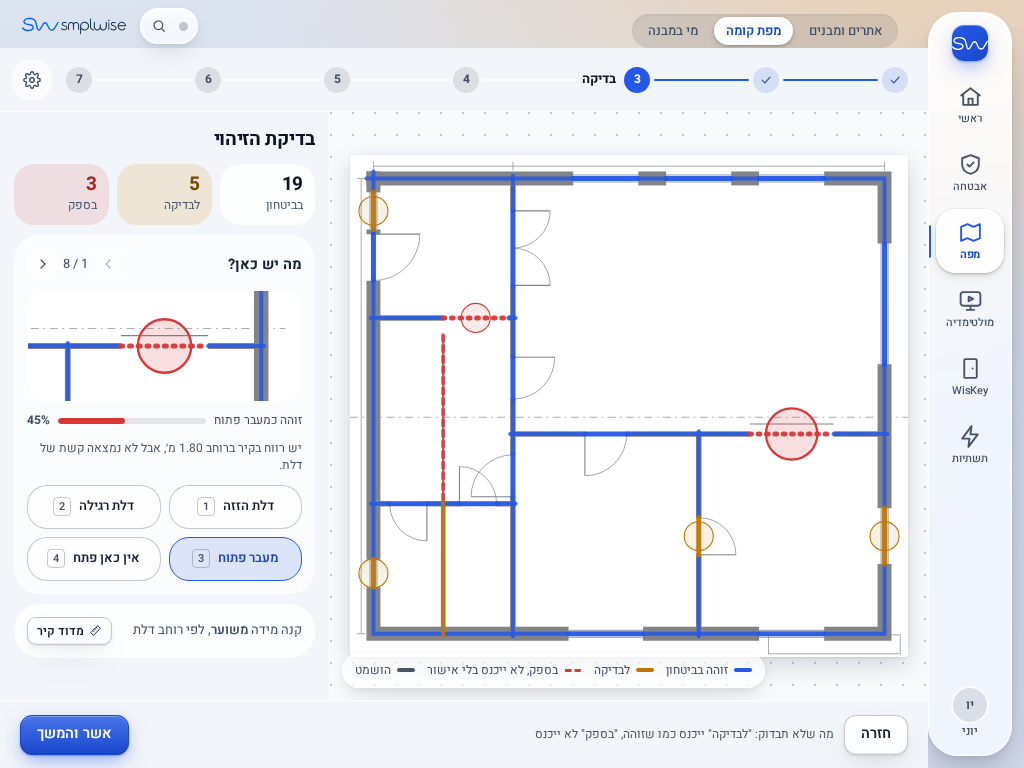 smplwise
אתרים ומבנים
מפת קומה
מי במבנה
SW
ראשי
אבטחה
מפה
מולטימדיה
WisKey
תשתיות
יו
יוני
3 בדיקה
4
5
6
7
בדיקת הזיהוי
19
בביטחון
5
לבדיקה
3
בספק
מה יש כאן?
8 / 1
זוהה כמעבר פתוח
45%
יש רווח בקיר ברוחב 1.80 מ', אבל לא נמצאה קשת של
דלת.
דלת הזזה 1
דלת רגילה 2
מעבר פתוח 3
אין כאן פתח 4
קנה מידה משוער, לפי רוחב דלת
מדוד קיר
זוהה בביטחון
לבדיקה
בספק, לא ייכנס בלי אישור
הושמט
חזרה
מה שלא תבדוק: "לבדיקה" ייכנס כמו שזוהה, "בספק" לא ייכנס
אשר והמשך